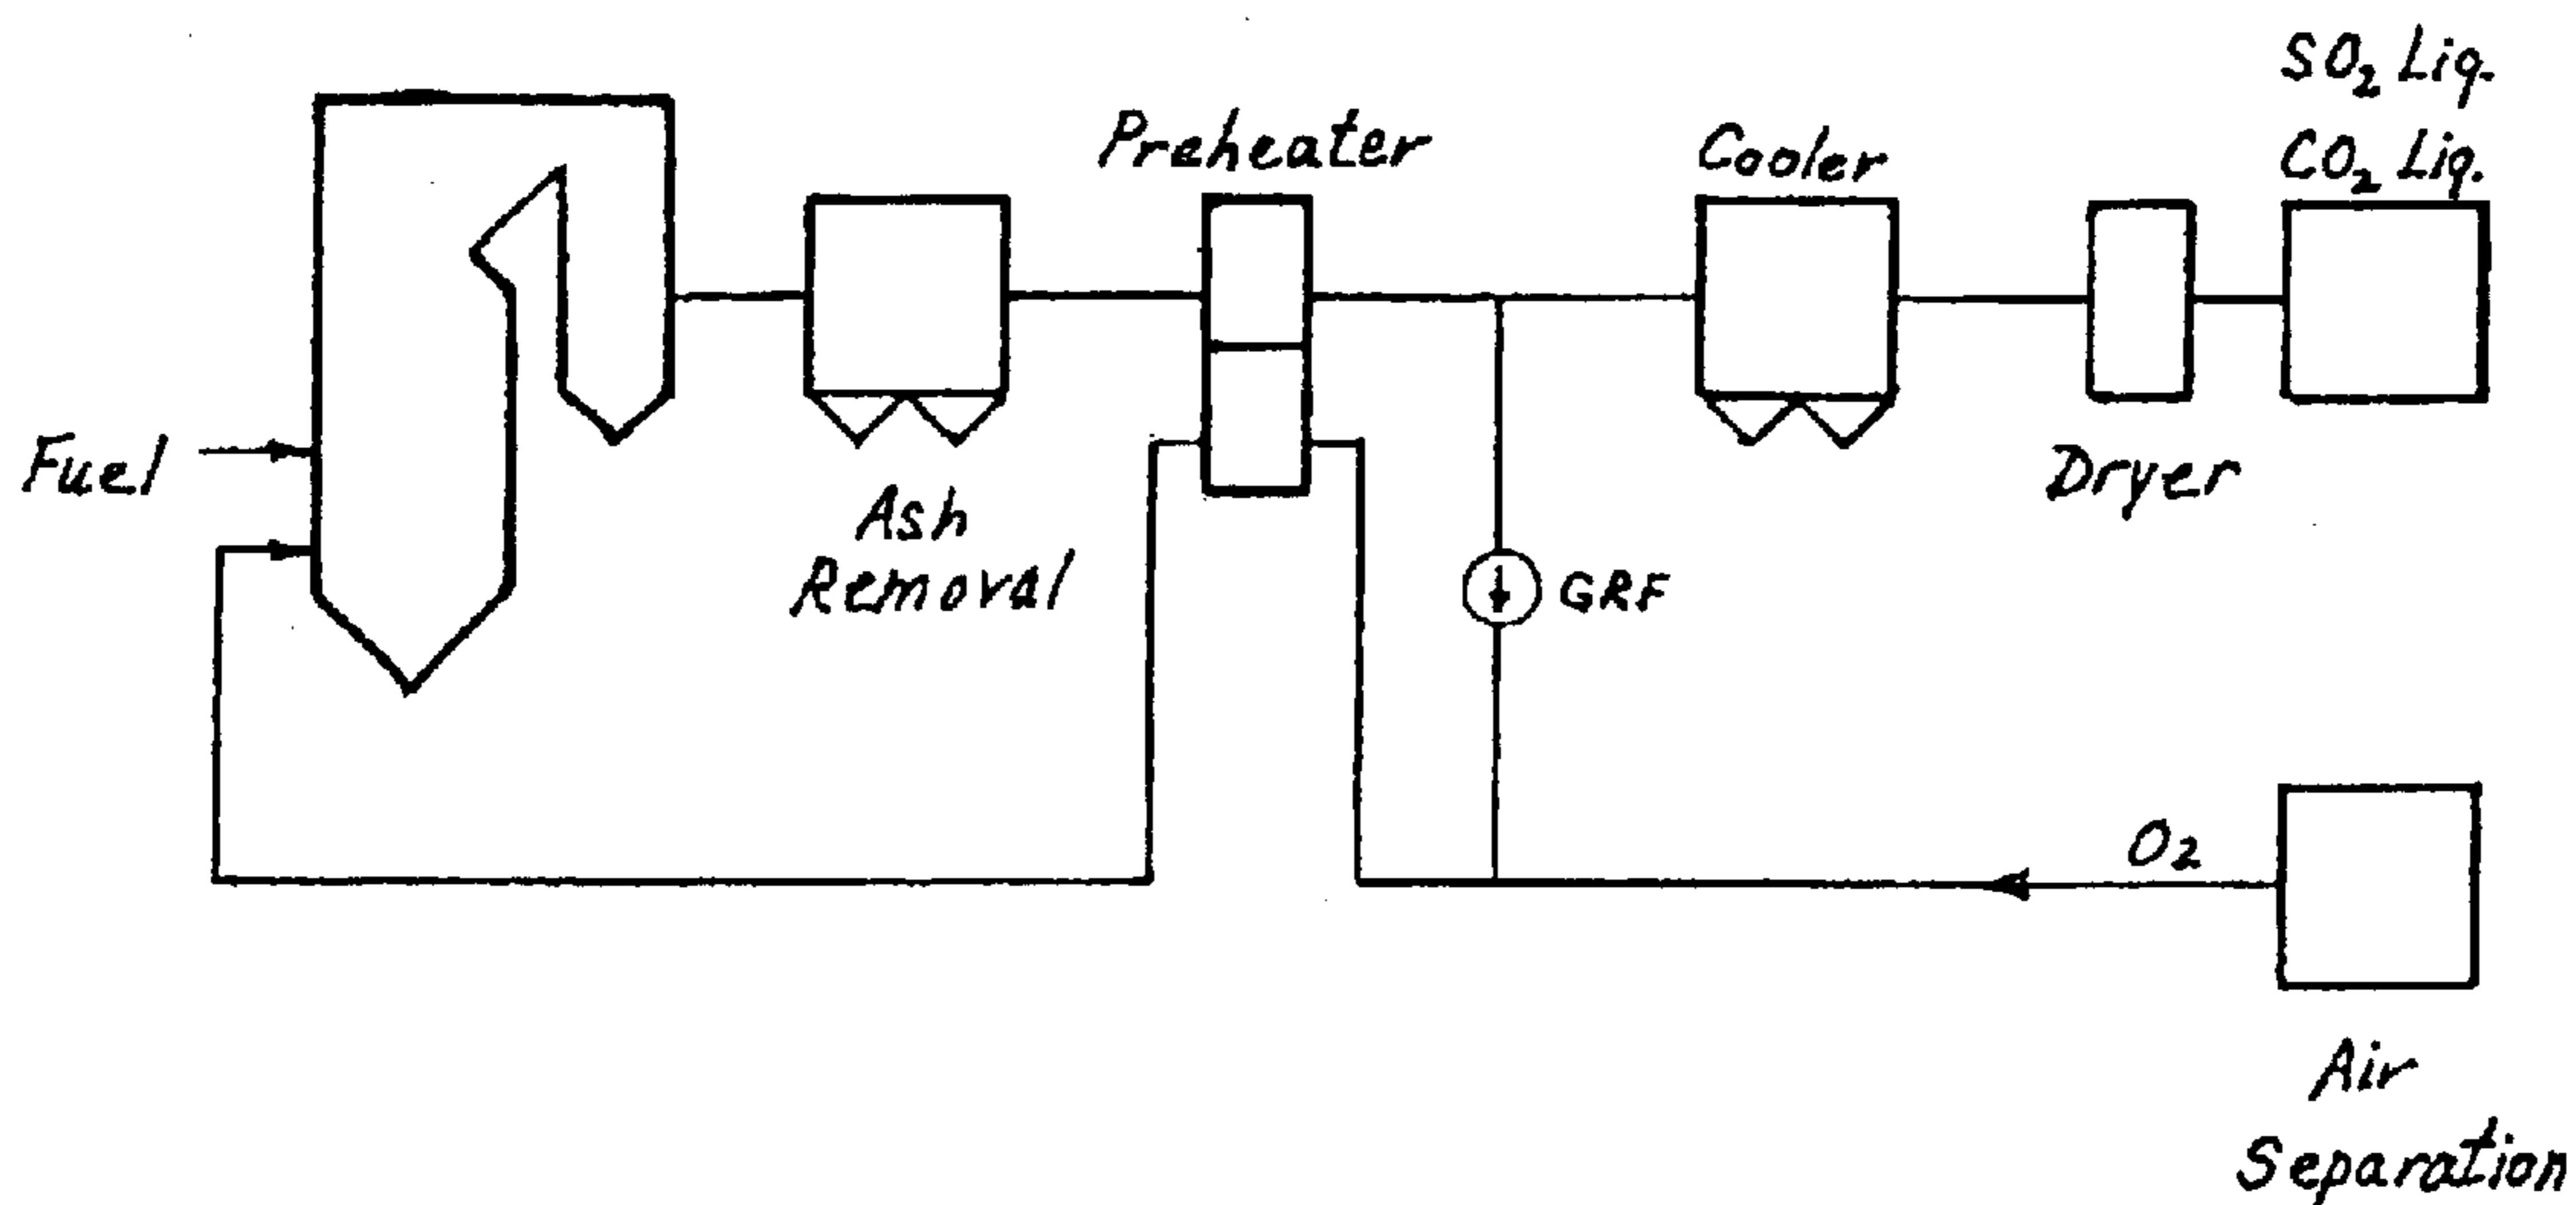 SO₂ Liq.
CO₂ Liq.
Preheater
Cooler
Fuel
Dryer
Ash
Removal
GRF
O₂
Air
Separation